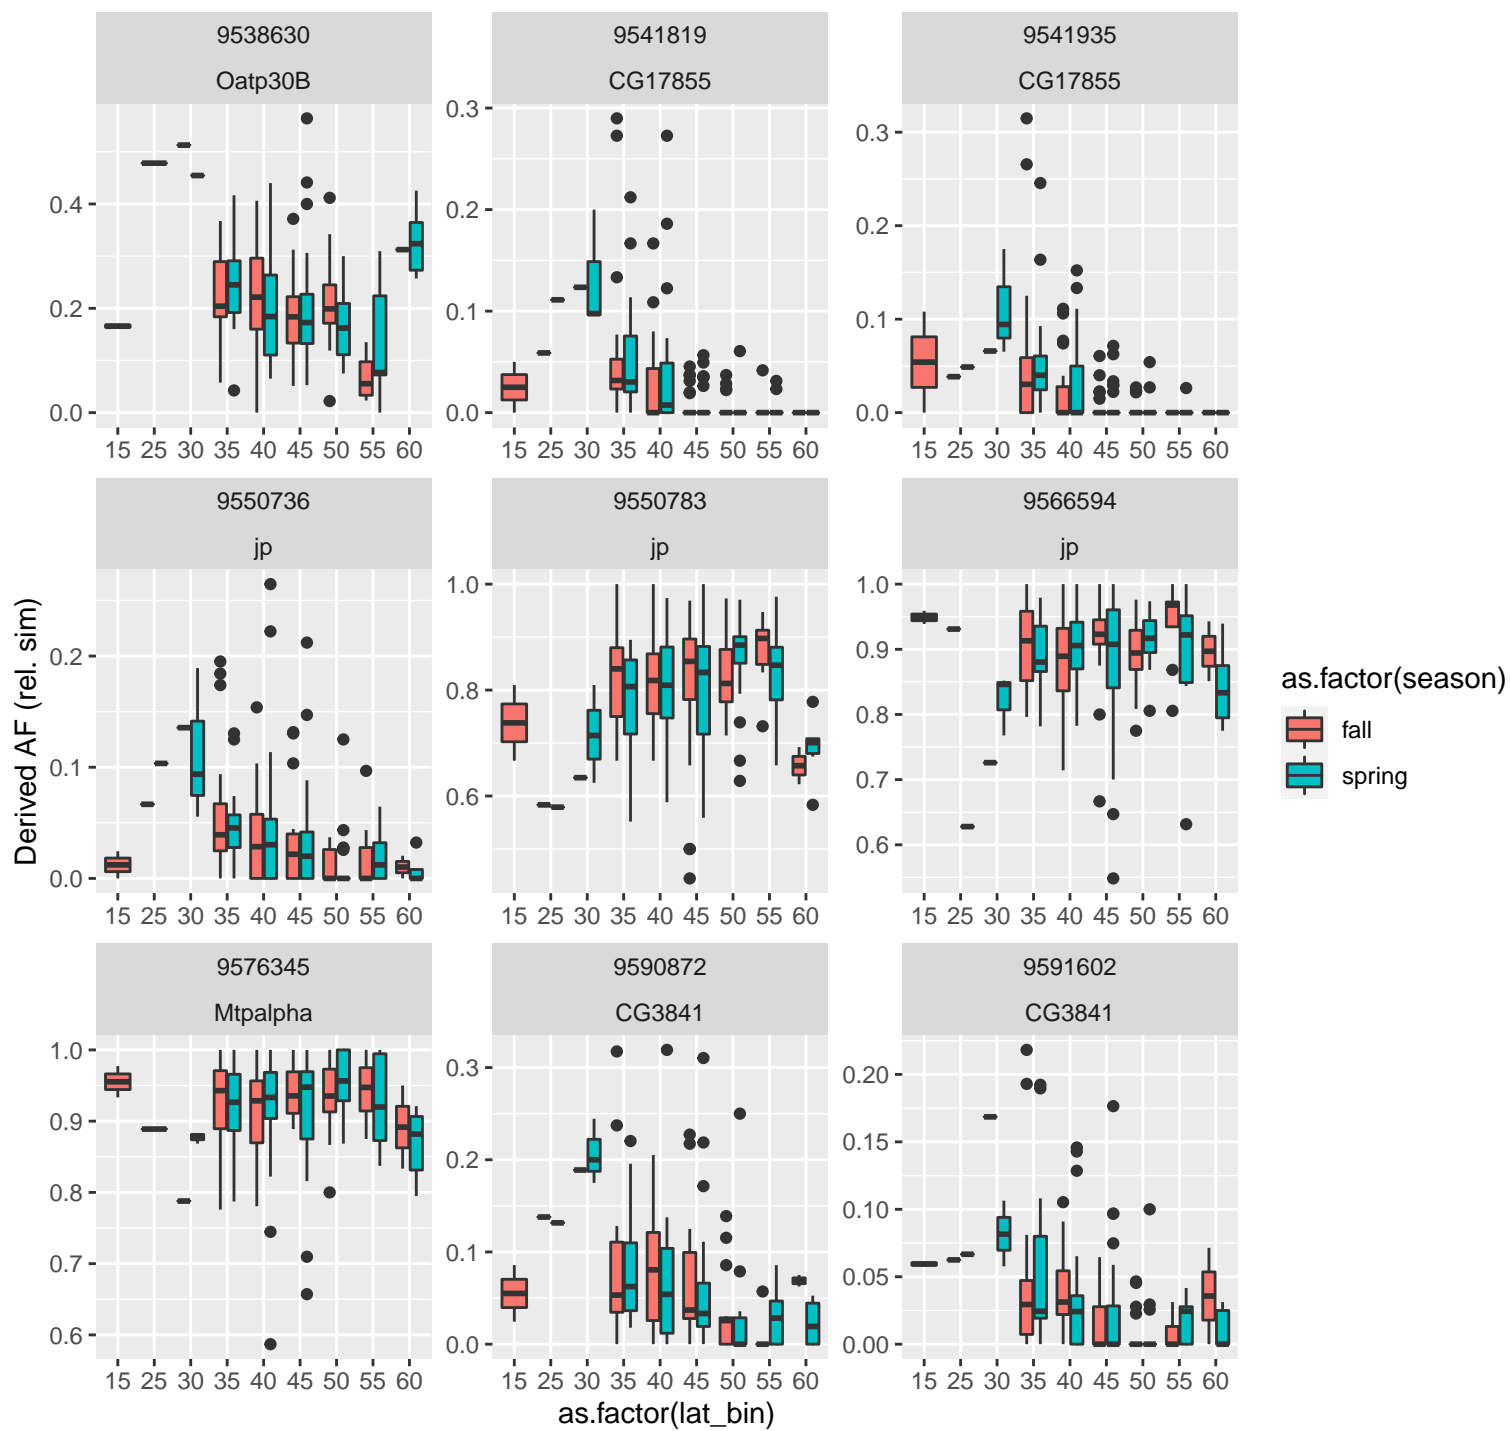 9538630
Oatp30B
0.4
0.2
0.0
15 25 30 35 40 45 50 55 60
9541819
CG17855
0.3
0.2
0.1
0.0
15 25 30 35 40 45 50 55 60
9541935
CG17855
0.3
0.2
0.1
0.0
15 25 30 35 40 45 50 55 60
9550736
jp
0.2
0.1
0.0
15 25 30 35 40 45 50 55 60
9550783
jp
1.0
0.8
0.6
15 25 30 35 40 45 50 55 60
9566594
jp
1.0
0.9
0.8
0.7
0.6
15 25 30 35 40 45 50 55 60
9576345
Mtpalpha
1.0
0.9
0.8
0.7
0.6
15 25 30 35 40 45 50 55 60
9590872
CG3841
0.3
0.2
0.1
0.0
15 25 30 35 40 45 50 55 60
9591602
CG3841
0.20
0.15
0.10
0.05
0.00
15 25 30 35 40 45 50 55 60
Derived AF (rel. sim)
as.factor(lat_bin)
as.factor(season)
fall
spring